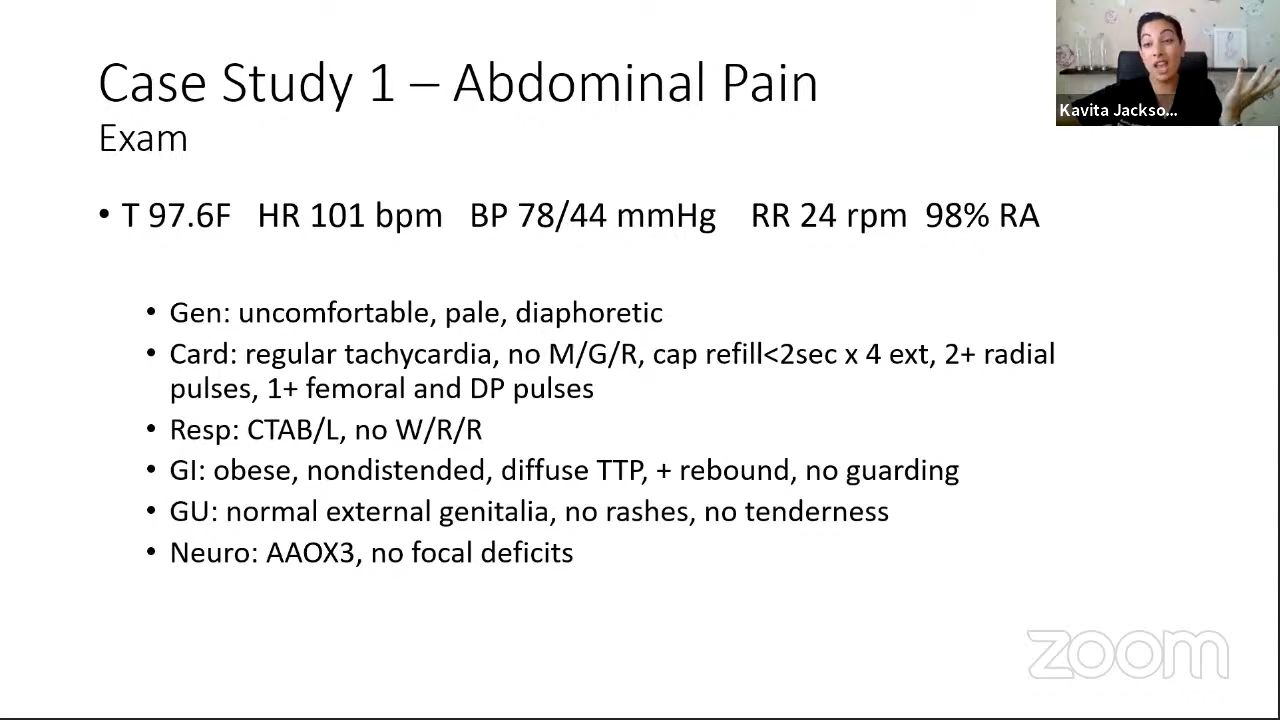 Case Study 1 – Abdominal Pain
Exam
Kavita Jackso...
• T 97.6F HR 101 bpm BP 78/44 mmHg RR 24 rpm 98% RA
• Gen: uncomfortable, pale, diaphoretic
• Card: regular tachycardia, no M/G/R, cap refill<2sec x 4 ext, 2+ radial
pulses, 1+ femoral and DP pulses
• Resp: CTAB/L, no W/R/R
• GI: obese, nondistended, diffuse TTP, + rebound, no guarding
• GU: normal external genitalia, no rashes, no tenderness
• Neuro: AAOX3, no focal deficits
zoom